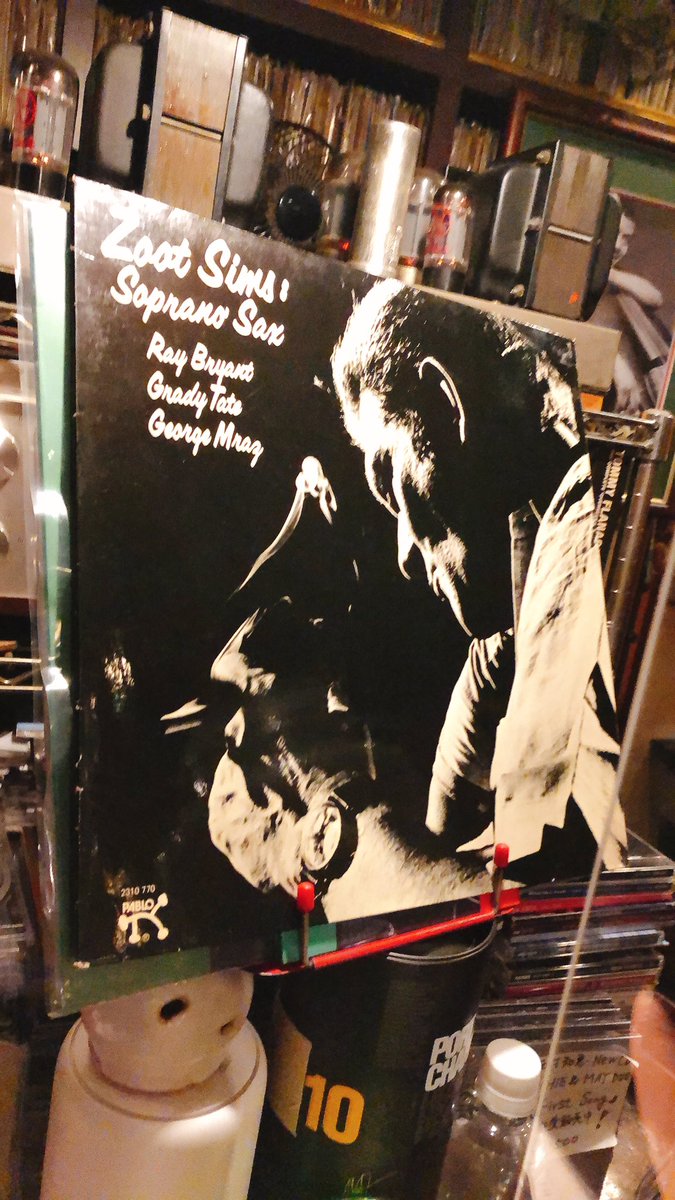 Zoot Sims:
Soprano Sax
Ray Bryant
Grady Tate
George Mraz
2310 770
PABLO
10